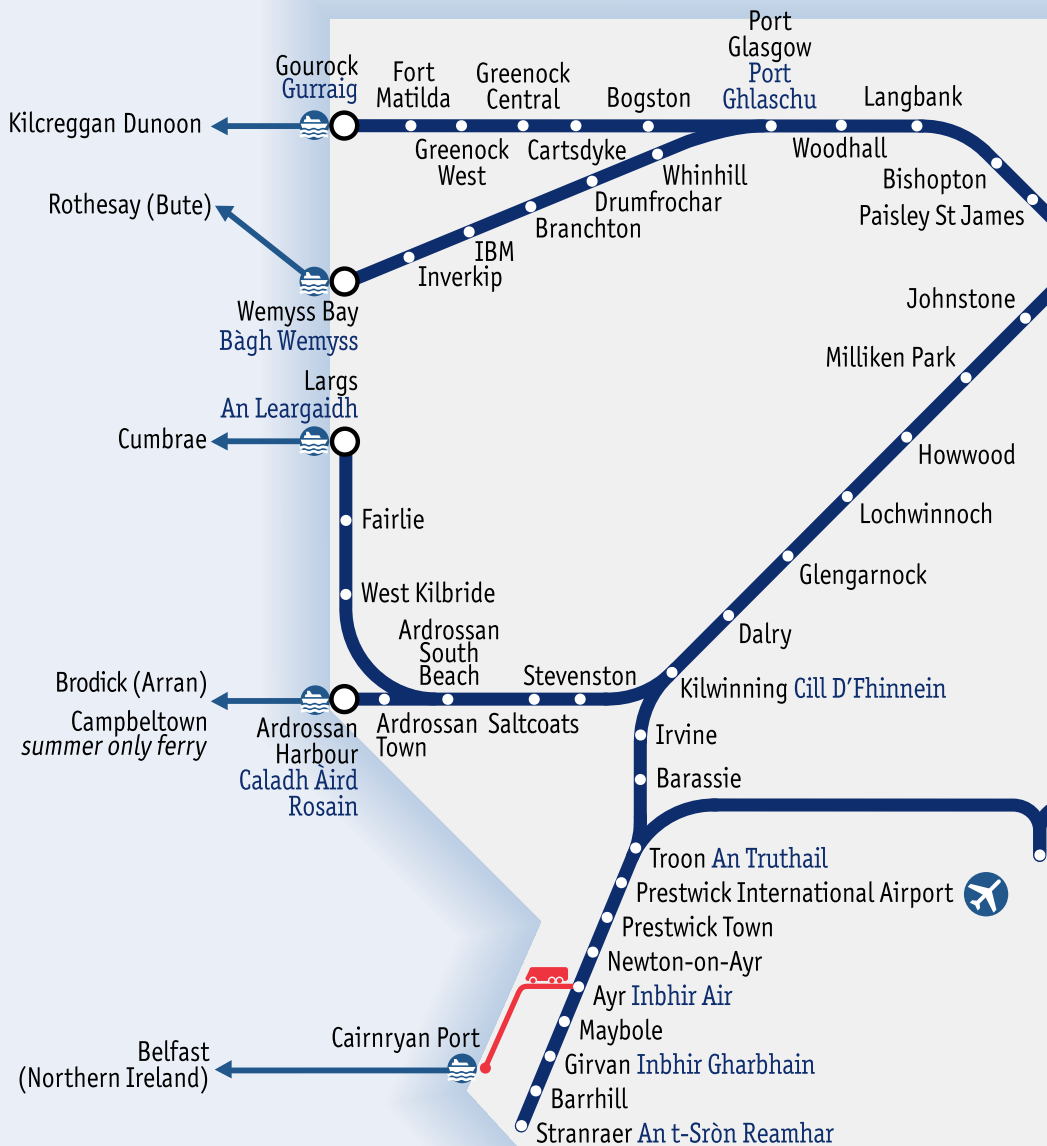 Port
Glasgow
Port
Ghlaschu
Gourock
Gurraig
Fort
Matilda
Greenock
Central
Bogston
Langbank
Kilcreggan Dunoon
Greenock
West
Cartsdyke
Whinhill
Woodhall
Bishopton
Paisley St James
Drumfrochar
Branchton
IBM
Inverkip
Rothesay (Bute)
Wemyss Bay
Bàgh Wemyss
Johnstone
Milliken Park
Howwood
Lochwinnoch
Glengarnock
Dalry
Largs
An Leargaidh
Cumbrae
Fairlie
West Kilbride
Ardrossan
South
Beach
Stevenston
Kilwinning Cill D'Fhinnein
Brodick (Arran)
Campbeltown
summer only ferry
Ardrossan
Harbour
Caladh Àird
Rosain
Ardrossan
Town
Saltcoats
Irvine
Barassie
Troon An Truthail
Prestwick International Airport
Prestwick Town
Newton-on-Ayr
Ayr Inbhir Air
Maybole
Girvan Inbhir Gharbhain
Barrhill
Stranraer An t-Sròn Reamhar
Cairnryan Port
Belfast
(Northern Ireland)